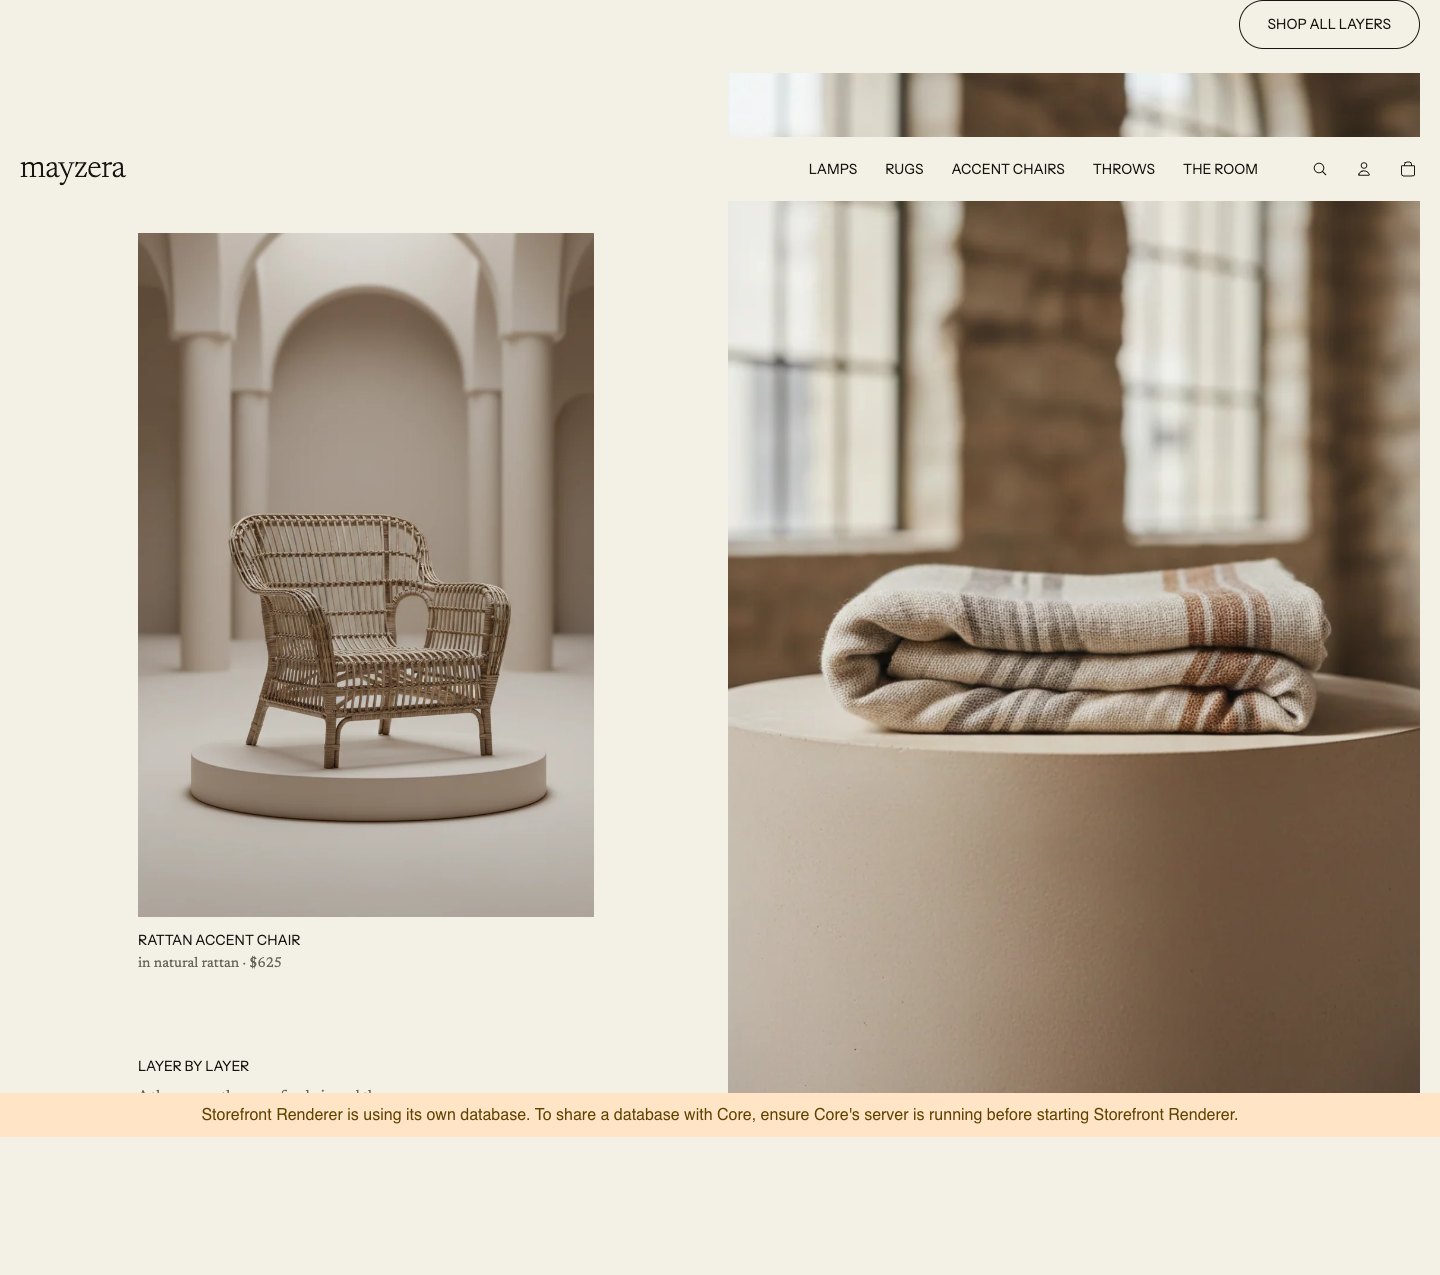 SHOP ALL LAYERS
mayzera
LAMPS RUGS ACCENT CHAIRS THROWS THE ROOM
RATTAN ACCENT CHAIR
in natural rattan · $625
LAYER BY LAYER
Storefront Renderer is using its own database. To share a database with Core, ensure Core's server is running before starting Storefront Renderer.